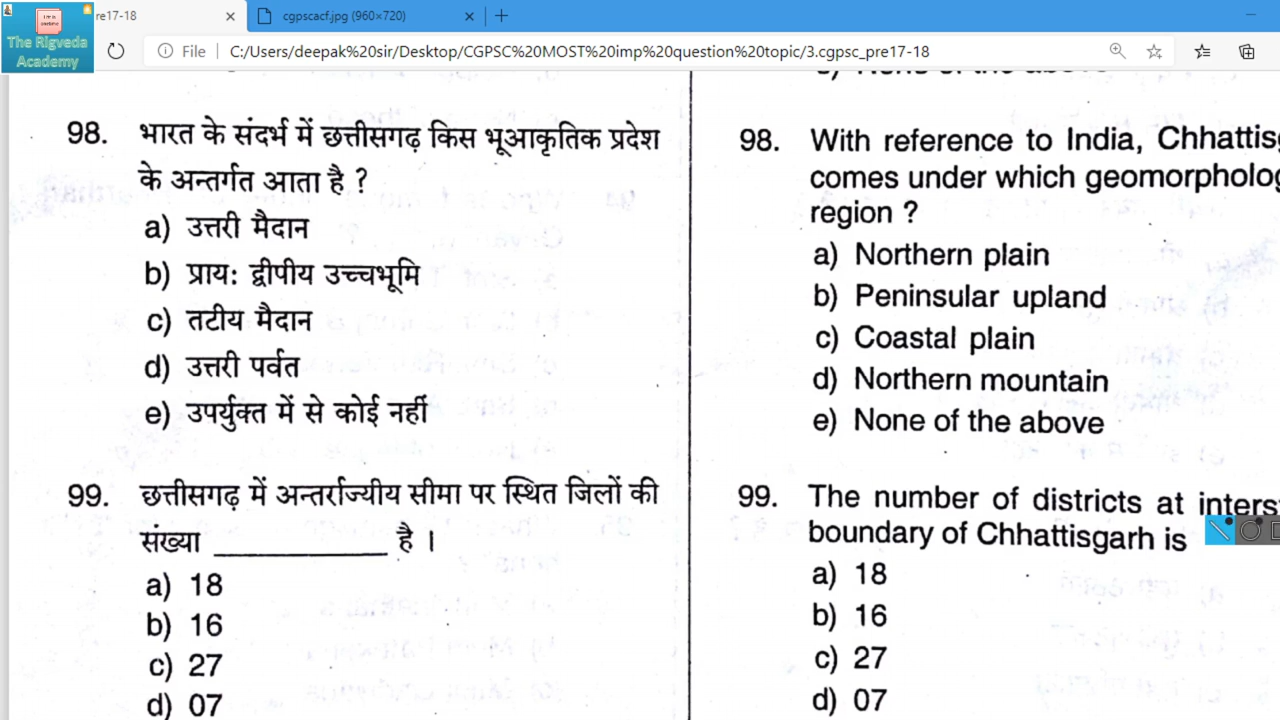 The Rigveda
Academy
re17-18
cgpscacf.jpg (960×720)
File
C:/Users/deepak%20sir/Desktop/CGPSC%20MOST%20imp%20question%20topic/3.cgpsc_pre17-18
98. भारत के संदर्भ में छत्तीसगढ़ किस भूआकृतिक प्रदेश
के अन्तर्गत आता है ?
a) उत्तरी मैदान
b) प्राय: द्वीपीय उच्चभूमि
c) तटीय मैदान
d) उत्तरी पर्वत
e) उपर्युक्त में से कोई नहीं
99. छत्तीसगढ़ में अन्तर्राज्यीय सीमा पर स्थित जिलों की
संख्या ____________ है ।
a) 18
b) 16
c) 27
d) 07
98. With reference to India, Chhattisg
comes under which geomorpholog
region ?
a) Northern plain
b) Peninsular upland
c) Coastal plain
d) Northern mountain
e) None of the above
99. The number of districts at inters
boundary of Chhattisgarh is
a) 18
b) 16
c) 27
d) 07